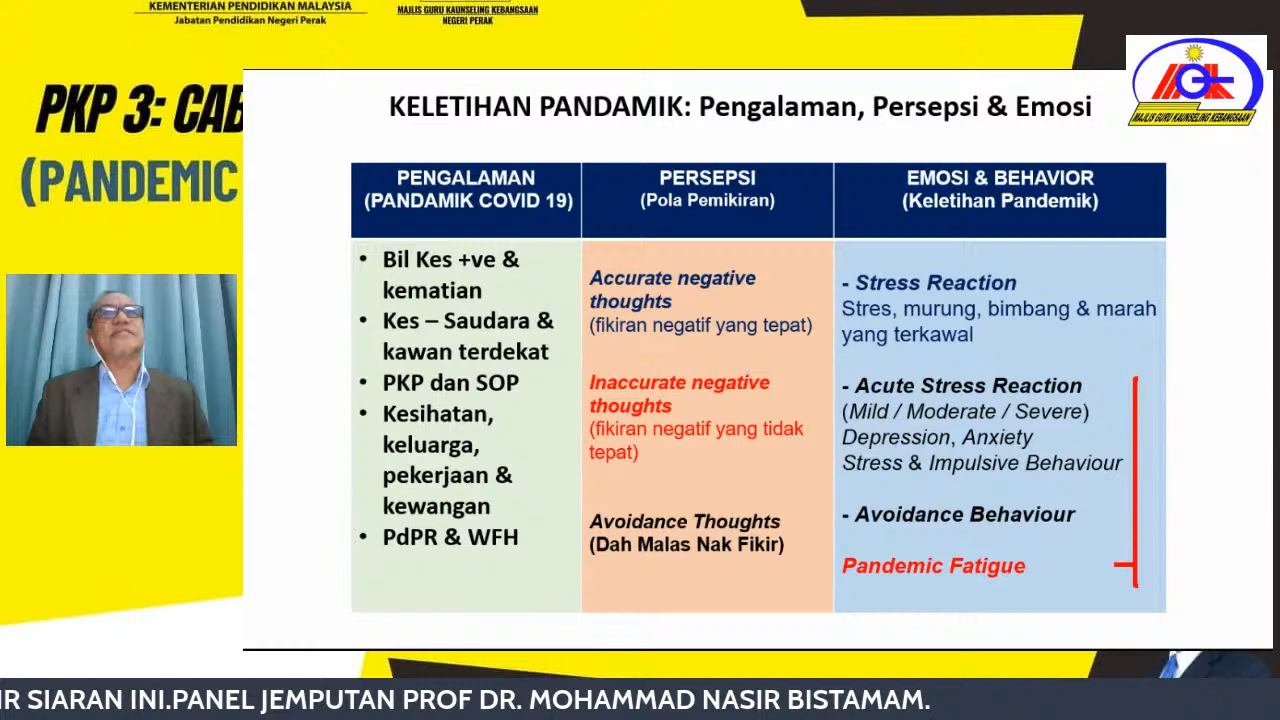 KEMENTERIAN PENDIDIKAN MALAYSIA
Jabatan Pendidikan Negeri Perak
MAJLIS GURU KAUNSELING KEBANGSAAN
NEGERI PERAK
PKP 3: CAB
(PANDEMIC
MAJLIS GURU KAUNSELING KEBANGSAAN
KELETIHAN PANDAMIK: Pengalaman, Persepsi & Emosi
PENGALAMAN
(PANDAMIK COVID 19)
• Bil Kes +ve &
kematian
• Kes – Saudara &
kawan terdekat
• PKP dan SOP
• Kesihatan,
keluarga,
pekerjaan &
kewangan
• PdPR & WFH
PERSEPSI
(Pola Pemikiran)
Accurate negative
thoughts
(fikiran negatif yang tepat)
Inaccurate negative
thoughts
(fikiran negatif yang tidak
tepat)
Avoidance Thoughts
(Dah Malas Nak Fikir)
EMOSI & BEHAVIOR
(Keletihan Pandemik)
- Stress Reaction
Stres, murung, bimbang & marah
yang terkawal
- Acute Stress Reaction
(Mild / Moderate / Severe)
Depression, Anxiety
Stress & Impulsive Behaviour
- Avoidance Behaviour
Pandemic Fatigue
IR SIARAN INI.PANEL JEMPUTAN PROF DR. MOHAMMAD NASIR BISTAMAM.